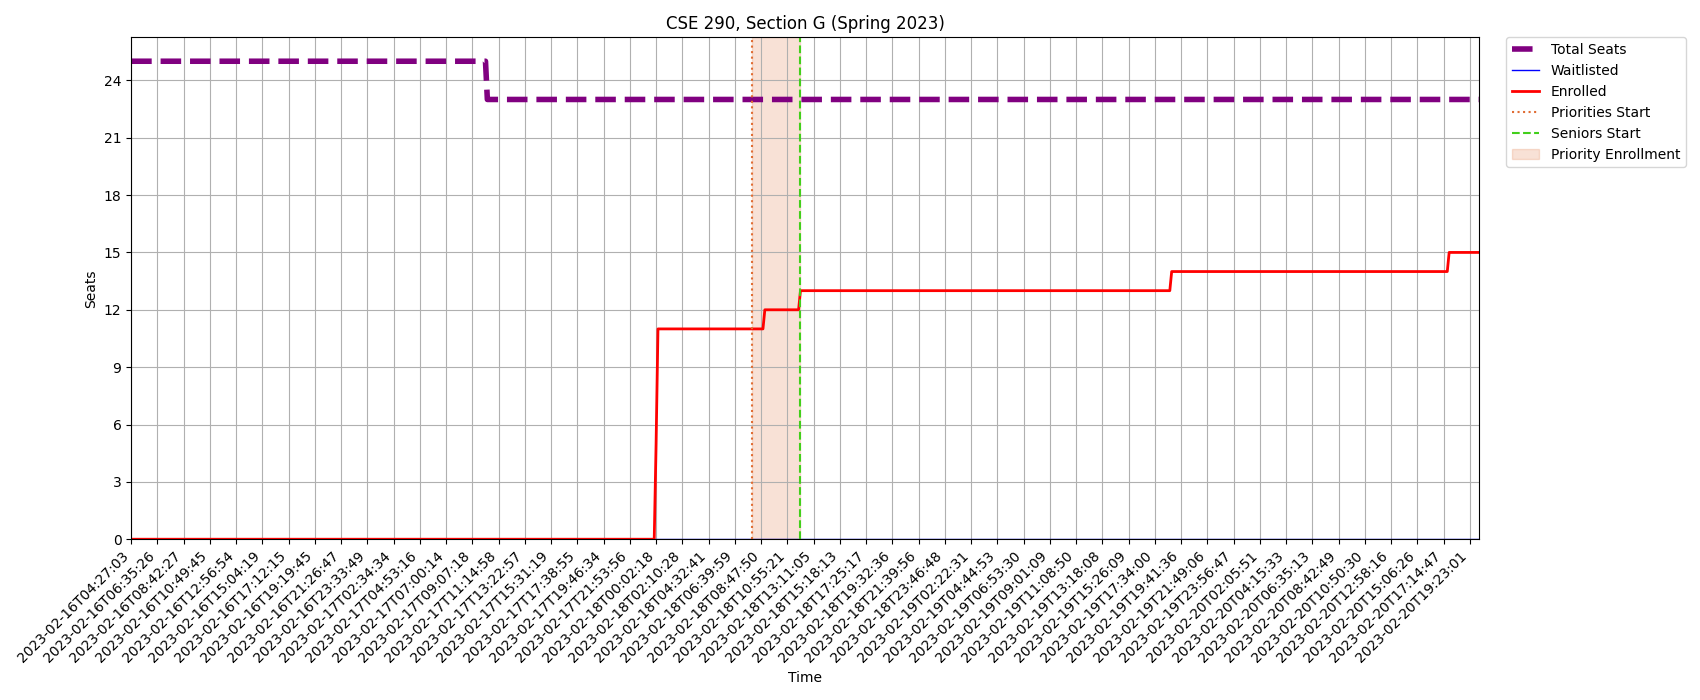 CSE 290, Section G (Spring 2023)
Total Seats
Waitlisted
Enrolled
Priorities Start
Seniors Start
Priority Enrollment
Seats
24
21
18
15
12
9
6
3
0
2023-02-16T04:27:03
2023-02-16T06:35:26
2023-02-16T08:42:27
2023-02-16T10:49:45
2023-02-16T12:56:54
2023-02-16T15:04:19
2023-02-16T17:12:15
2023-02-16T19:19:45
2023-02-16T21:26:47
2023-02-16T23:33:49
2023-02-17T02:34:34
2023-02-17T04:53:16
2023-02-17T07:00:14
2023-02-17T09:07:18
2023-02-17T11:14:58
2023-02-17T13:22:57
2023-02-17T15:31:19
2023-02-17T17:38:55
2023-02-17T19:46:34
2023-02-17T21:53:56
2023-02-18T00:02:18
2023-02-18T02:10:28
2023-02-18T04:32:41
2023-02-18T06:39:59
2023-02-18T08:47:50
2023-02-18T10:55:21
2023-02-18T13:11:05
2023-02-18T15:18:13
2023-02-18T17:25:17
2023-02-18T19:32:36
2023-02-18T21:39:56
2023-02-18T23:46:48
2023-02-19T02:22:31
2023-02-19T04:44:53
2023-02-19T06:53:30
2023-02-19T09:01:09
2023-02-19T11:08:50
2023-02-19T13:18:08
2023-02-19T15:26:09
2023-02-19T17:34:00
2023-02-19T19:41:36
2023-02-19T21:49:06
2023-02-19T23:56:47
2023-02-20T02:05:51
2023-02-20T04:15:33
2023-02-20T06:35:13
2023-02-20T08:42:49
2023-02-20T10:50:30
2023-02-20T12:58:16
2023-02-20T15:06:26
2023-02-20T17:14:47
2023-02-20T19:23:01
Time